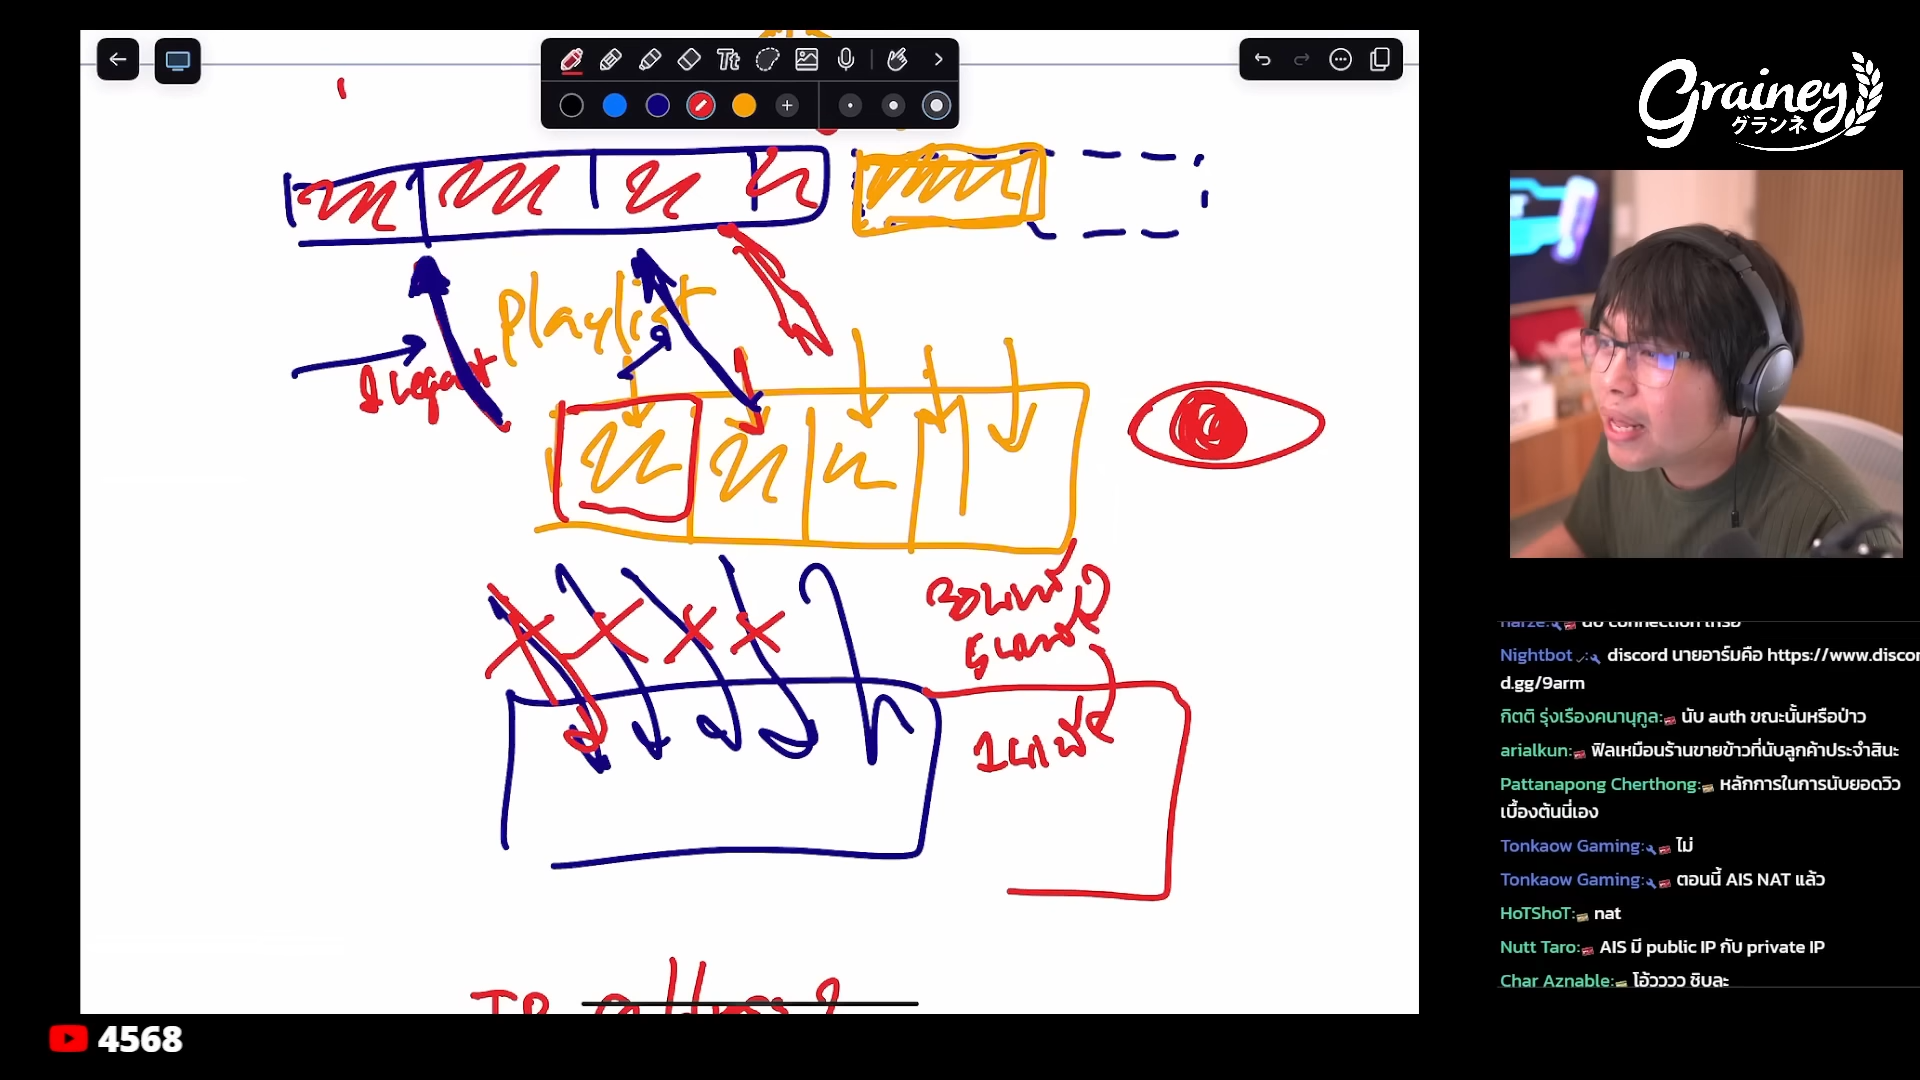 Grainey
グランネ
Tt
Playlist
discord นายอาร์มคือ https://www.discor
Nightbot
d.gg/9arm
กิตติ รุ่งเรืองคนานุกูล: นับ auth ขณะนั้นหรือป่าว
arialkun: ฟิลเหมือนร้านขายข้าวที่นับลูกค้าประจำสินะ
Pattanapong Cherthong: หลักการในการนับยอดวิว
เบื้องต้นนี่เอง
Tonkaow Gaming: ไม่
Tonkaow Gaming: ตอนนี้ AIS NAT แล้ว
HoTShoT: nat
Nutt Taro: AIS มี public IP กับ private IP
Char Aznable: โอ้วววว ชิบละ
IP address?
4568